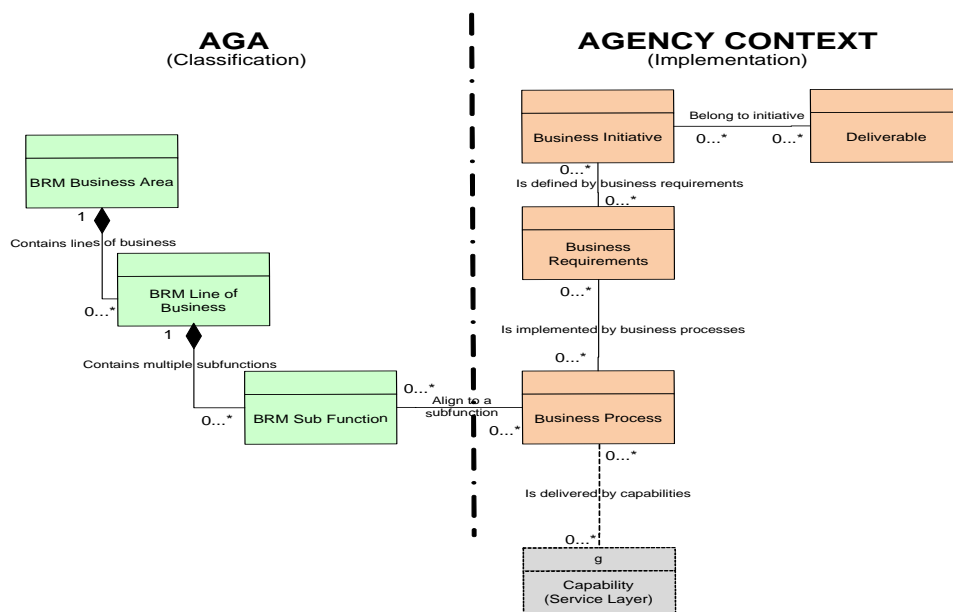 AGA
(Classification)
AGENCY CONTEXT
(Implementation)
Business Initiative
0...*
Belong to initiative
0...*
Deliverable
0...*
Is defined by business requirements
0...*
BRM Business Area
1
Contains lines of business
0...*
BRM Line of
Business
1
Contains multiple subfunctions
0...*
BRM Sub Function
0...*
Align to a
subfunction
0...*
Business
Requirements
0...*
Is implemented by business processes
0...*
Business Process
0...*
Is delivered by capabilities
0...*
g
Capability
(Service Layer)